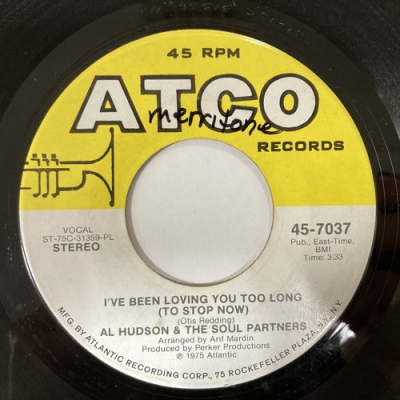 45 RPM
ATCO
merritone
RECORDS
VOCAL
ST-75C-31359-PL
STEREO
45-7037
Pub., East-Time,
BMI
Time: 3:33
I'VE BEEN LOVING YOU TOO LONG
(TO STOP NOW)
(Otis Redding)
AL HUDSON & THE SOUL PARTNERS
Arranged by Arif Mardin
Produced by Perker Productions
℗ 1975 Atlantic
MFG. BY ATLANTIC RECORDING CORP., 75 ROCKEFELLER PLAZA, N.Y., N.Y.